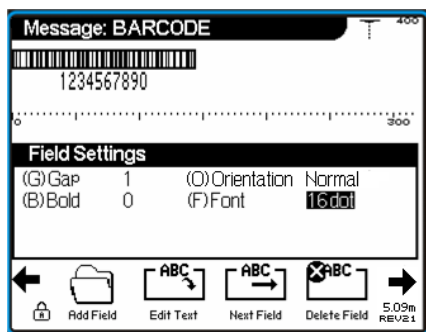 Message: BARCODE
400
1234567890
0 300
Field Settings
(G) Gap 1 (O) Orientation Normal
(B) Bold 0 (F) Font 16dot
ABC ABC ABC
Add Field Edit Text Next Field Delete Field 5.09m
REV21